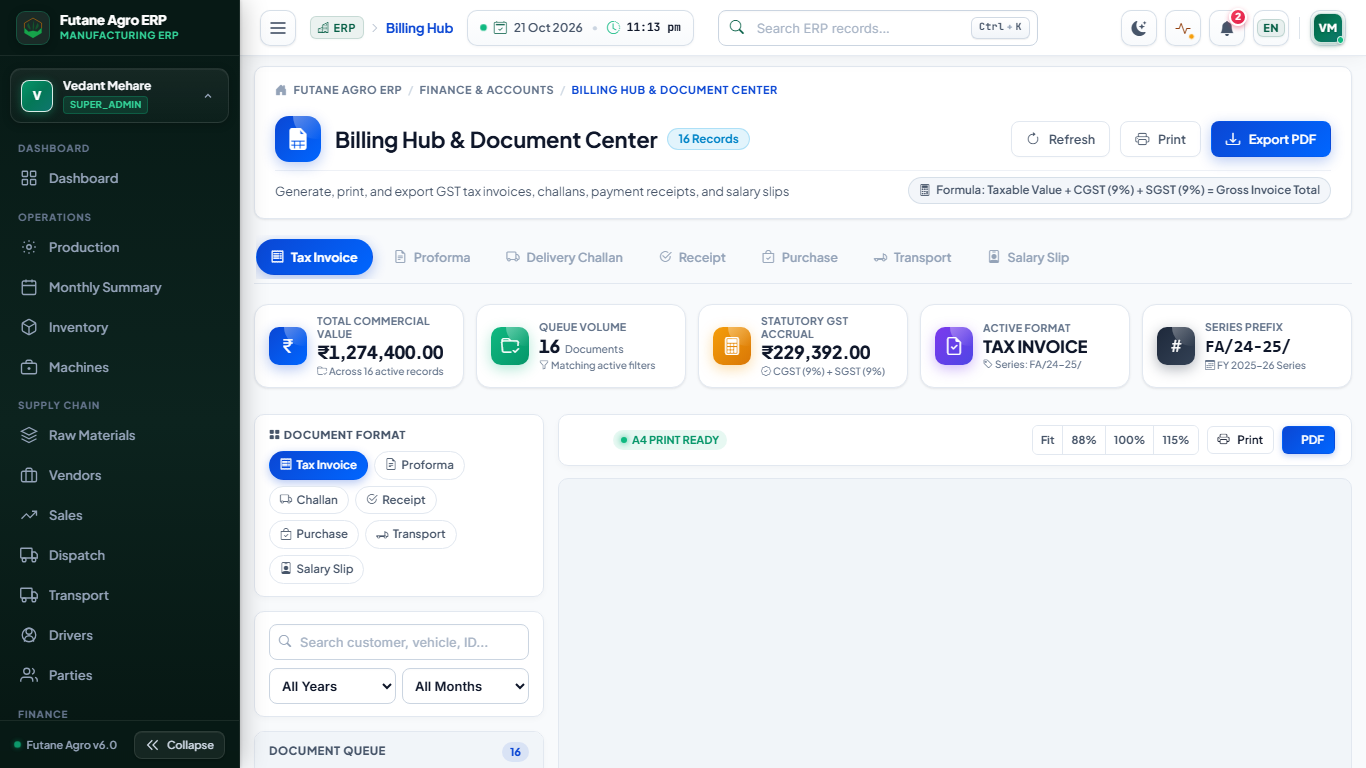 Futane Agro ERP
MANUFACTURING ERP
V
Vedant Mehare
SUPER_ADMIN
DASHBOARD
Dashboard
OPERATIONS
Production
Monthly Summary
Inventory
Machines
SUPPLY CHAIN
Raw Materials
Vendors
Sales
Dispatch
Transport
Drivers
Parties
FINANCE
Futane Agro v6.0
Collapse
ERP
Billing Hub
21 Oct 2026 • 11:13 pm
Search ERP records...
Ctrl + K
2
EN
VM
FUTANE AGRO ERP / FINANCE & ACCOUNTS / BILLING HUB & DOCUMENT CENTER
Billing Hub & Document Center
16 Records
Refresh
Print
Export PDF
Generate, print, and export GST tax invoices, challans, payment receipts, and salary slips
Formula: Taxable Value + CGST (9%) + SGST (9%) = Gross Invoice Total
Tax Invoice
Proforma
Delivery Challan
Receipt
Purchase
Transport
Salary Slip
₹
TOTAL COMMERCIAL
VALUE
₹1,274,400.00
Across 16 active records
QUEUE VOLUME
16 Documents
Matching active filters
STATUTORY GST
ACCRUAL
₹229,392.00
CGST (9%) + SGST (9%)
ACTIVE FORMAT
TAX INVOICE
Series: FA/24-25/
#
SERIES PREFIX
FA/24-25/
FY 2025-26 Series
DOCUMENT FORMAT
Tax Invoice
Proforma
Challan
Receipt
Purchase
Transport
Salary Slip
Search customer, vehicle, ID...
All Years
All Months
DOCUMENT QUEUE
16
A4 PRINT READY
Fit
88%
100%
115%
Print
PDF